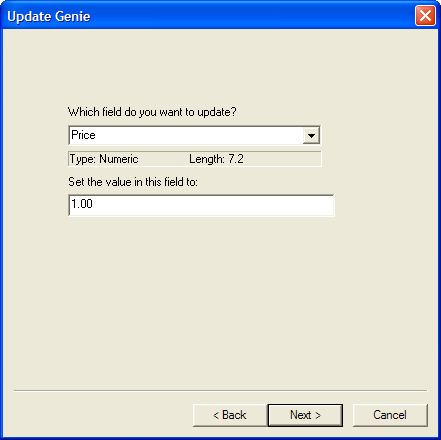 Update Genie
Which field do you want to update?
Price
Type: Numeric Length: 7.2
Set the value in this field to:
1.00
< Back Next > Cancel